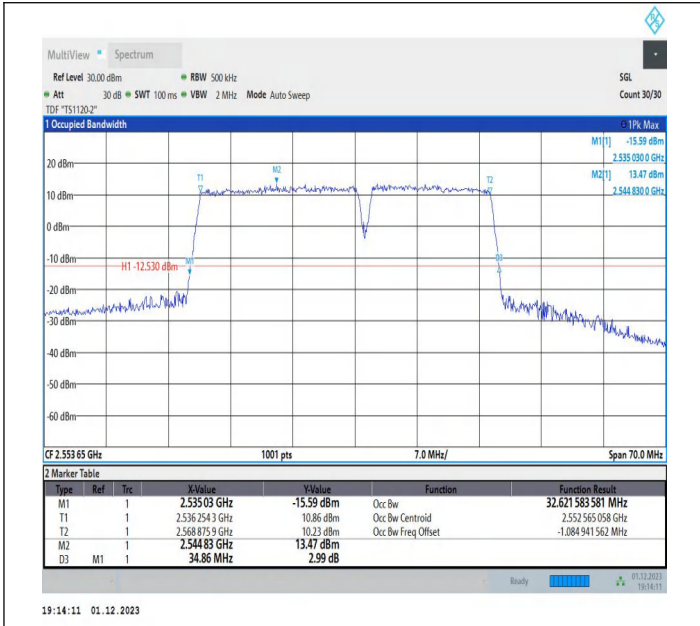 MultiView Spectrum
Ref Level 30.00 dBm RBW 500 kHz SGL
Att 30 dB SWT 100 ms VBW 2 MHz Mode Auto Sweep Count 30/30
TDF "TS1120-2"
1 Occupied Bandwidth 1Pk Max
M1[1] -15.59 dBm
2.535 030 0 GHz
M2[1] 13.47 dBm
2.544 830 0 GHz
20 dBm
M2
T1
T2
10 dBm
0 dBm
-10 dBm
H1 -12.530 dBm
M1
D3
-20 dBm
-30 dBm
-40 dBm
-50 dBm
-60 dBm
CF 2.553 65 GHz 1001 pts 7.0 MHz/ Span 70.0 MHz
2 Marker Table
Type Ref Trc X-Value Y-Value Function Function Result
M1 1 2.535 03 GHz -15.59 dBm Occ Bw 32.621 583 581 MHz
T1 1 2.536 254 3 GHz 10.86 dBm Occ Bw Centroid 2.552 565 058 GHz
T2 1 2.568 875 9 GHz 10.23 dBm Occ Bw Freq Offset -1.084 941 562 MHz
M2 1 2.544 83 GHz 13.47 dBm
D3 M1 1 34.86 MHz 2.99 dB
Ready 01.12.2023
19:14:11
19:14:11 01.12.2023